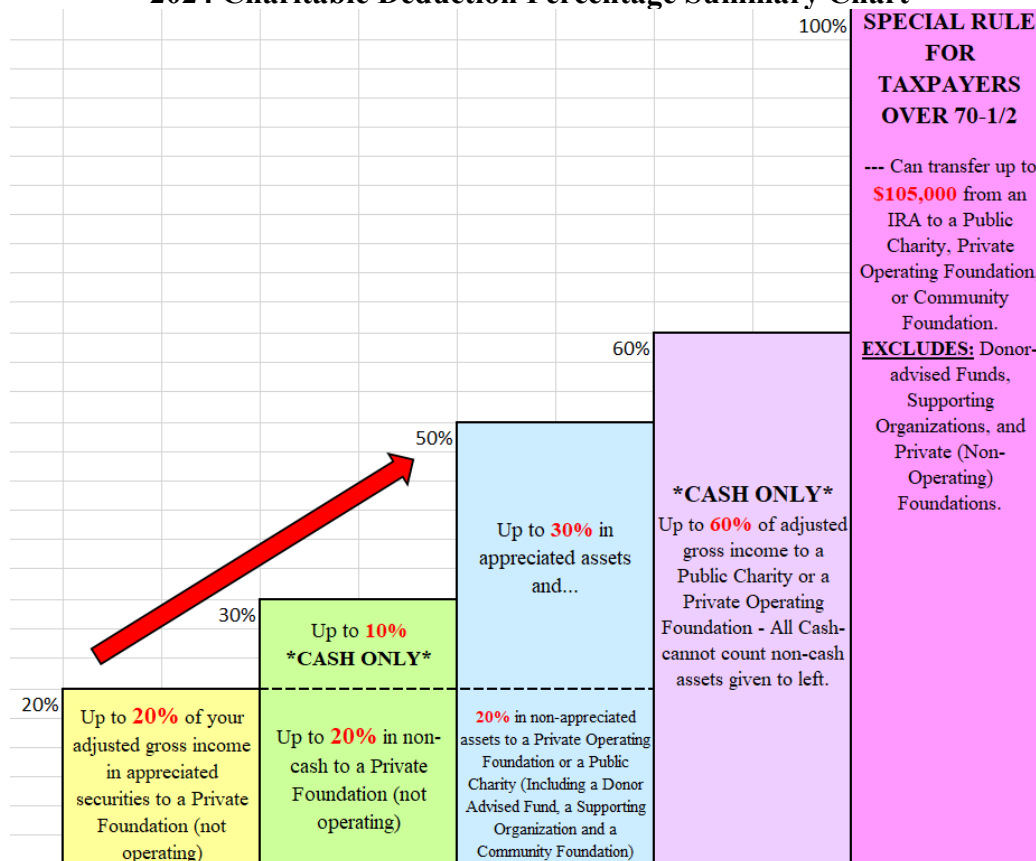 2024 Charitable Deduction Percentage Summary Chart
100%
SPECIAL RULE
FOR
TAXPAYERS
OVER 70-1/2
--- Can transfer up to
$105,000 from an
IRA to a Public
Charity, Private
Operating Foundation,
or Community
Foundation.
EXCLUDES: Donor-
advised Funds,
Supporting
Organizations, and
Private (Non-
Operating)
Foundations.
60%
*CASH ONLY*
Up to 60% of adjusted
gross income to a
Public Charity or a
Private Operating
Foundation - All Cash-
cannot count non-cash
assets given to left.
50%
Up to 30% in
appreciated assets
and...
20% in non-appreciated
assets to a Private Operating
Foundation or a Public
Charity (Including a Donor
Advised Fund, a Supporting
Organization and a
Community Foundation)
30%
Up to 10%
*CASH ONLY*
Up to 20% in non-
cash to a Private
Foundation (not
operating)
20%
Up to 20% of your
adjusted gross income
in appreciated
securities to a Private
Foundation (not
operating)